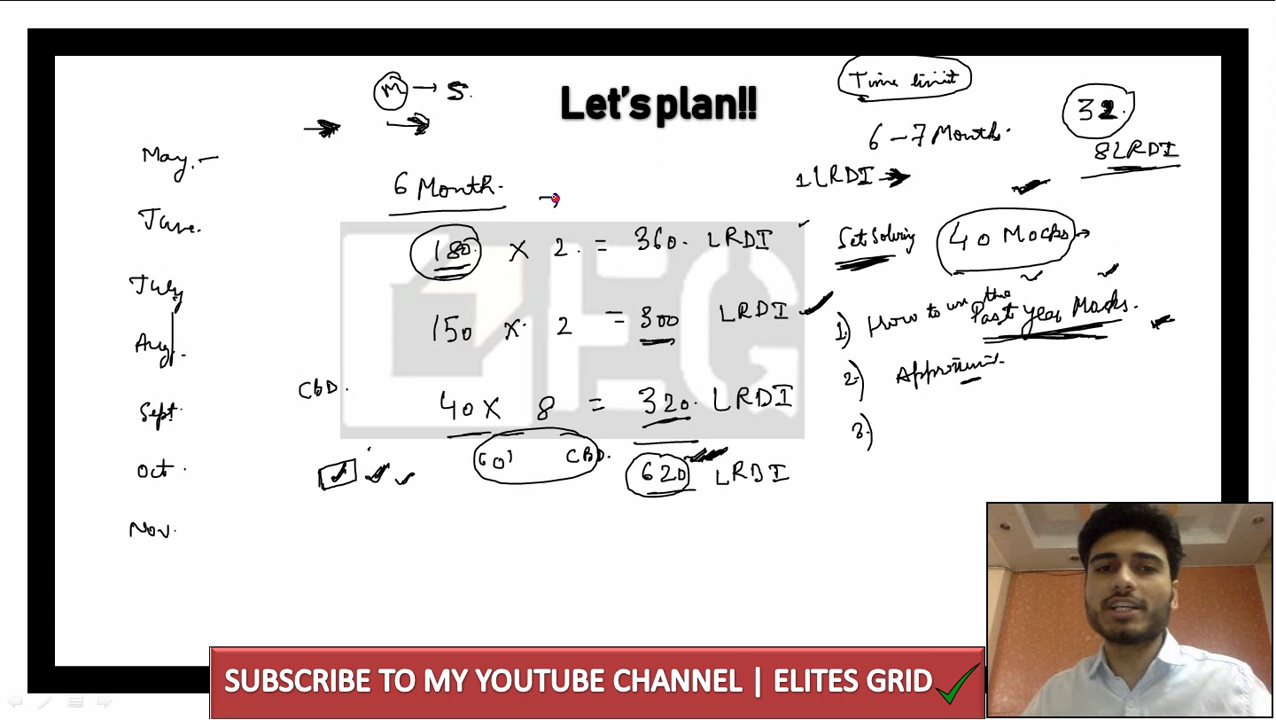 Let's plan!!
Time limit
M → S.
32.
8 LRDI
6 – 7 Months.
1 LRDI →
May. –
June.
July
Aug.
Sept.
Oct.
Nov.
6 Month. →
180 X 2. = 360. LRDI
150 X 2 = 300 LRDI
CBD.
40 X 8 = 320. LRDI
CBD.
620 LRDI
Set Solving
40 Mocks
1) How to use the Past year Mocks.
2)
3)
EG
SUBSCRIBE TO MY YOUTUBE CHANNEL | ELITES GRID